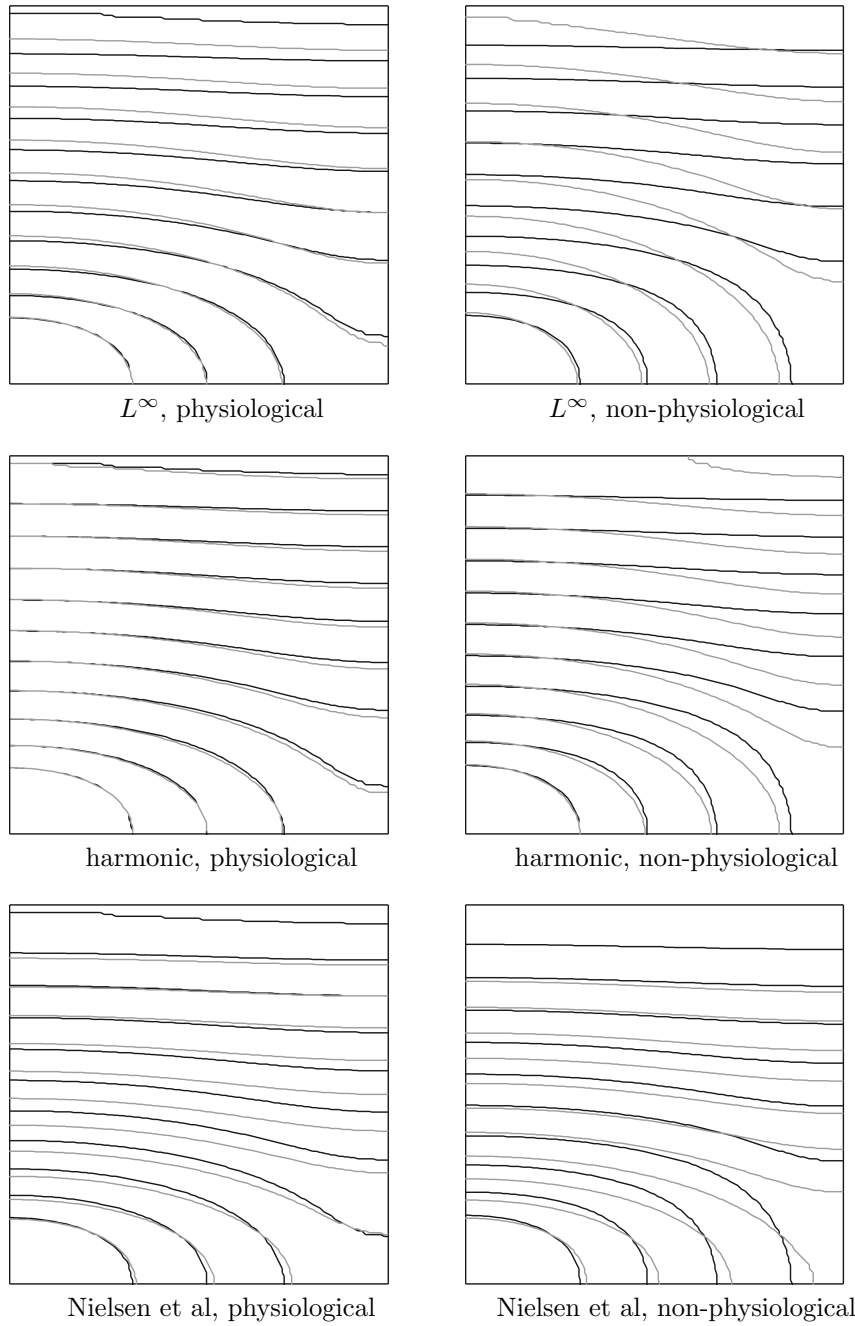 L∞, physiological
L∞, non-physiological
harmonic, physiological
harmonic, non-physiological
Nielsen et al, physiological
Nielsen et al, non-physiological